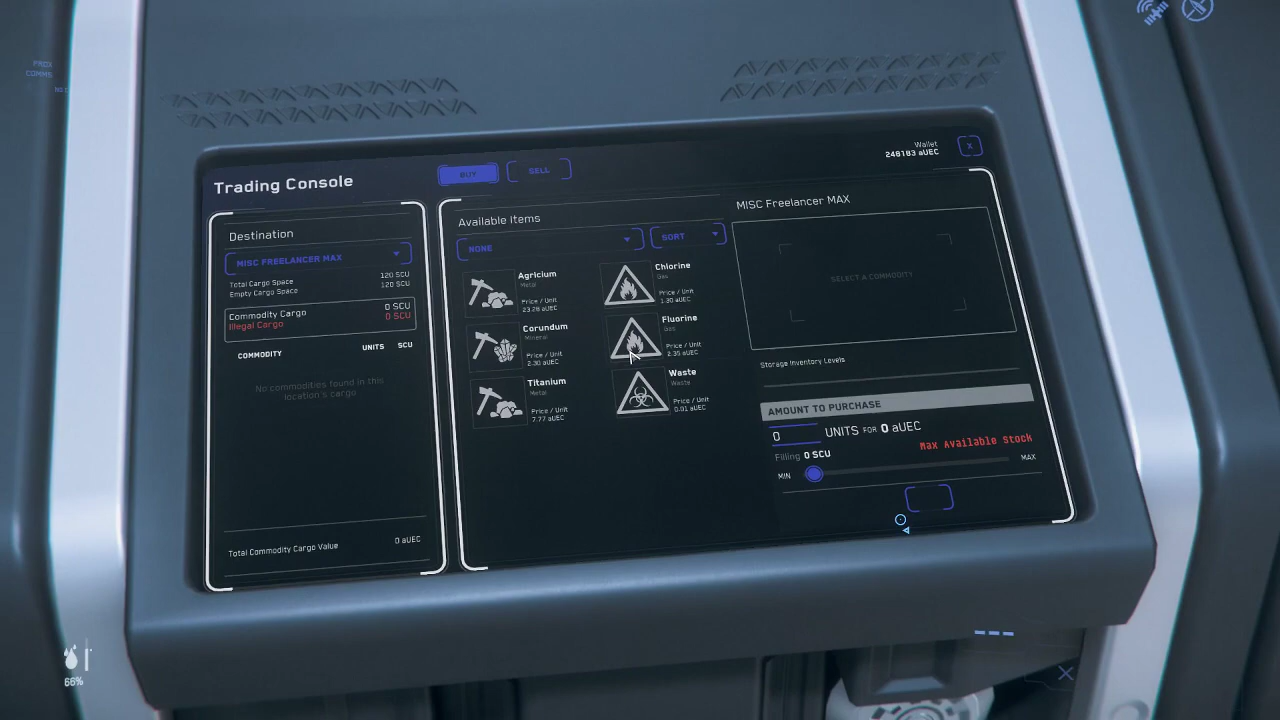 PROX
COMMS
Trading Console
BUY
SELL
Wallet
248183 aUEC
X
Destination
MISC FREELANCER MAX
Total Cargo Space 120 SCU
Empty Cargo Space 120 SCU
Commodity Cargo 0 SCU
Illegal Cargo 0 SCU
COMMODITY UNITS SCU
No commodities found in this
location's cargo
Total Commodity Cargo Value 0 aUEC
Available Items
NONE
SORT
Agricium
Metal
Price / Unit
23.28 aUEC
Chlorine
Gas
Price / Unit
1.30 aUEC
Corundum
Mineral
Price / Unit
2.30 aUEC
Fluorine
Gas
Price / Unit
2.35 aUEC
Titanium
Metal
Price / Unit
7.77 aUEC
Waste
Waste
Price / Unit
0.01 aUEC
MISC Freelancer MAX
SELECT A COMMODITY
Storage Inventory Levels
AMOUNT TO PURCHASE
0 UNITS FOR 0 aUEC
Max Available Stock
Filling 0 SCU
MIN MAX
66%